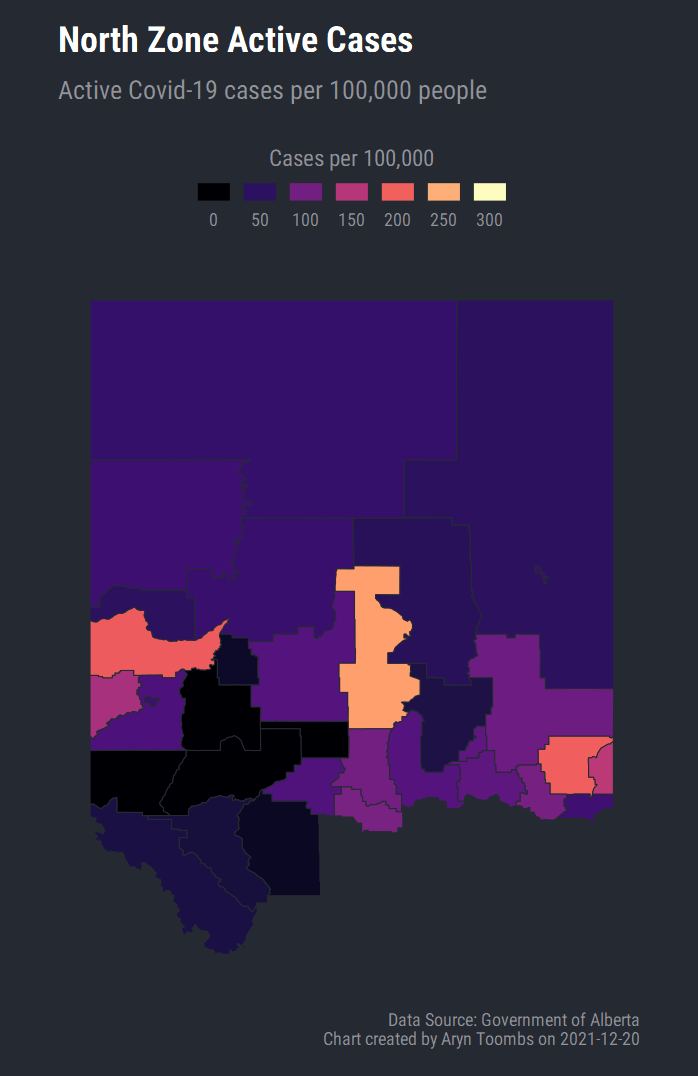 North Zone Active Cases
Active Covid-19 cases per 100,000 people
Cases per 100,000
0 50 100 150 200 250 300
Data Source: Government of Alberta
Chart created by Aryn Toombs on 2021-12-20